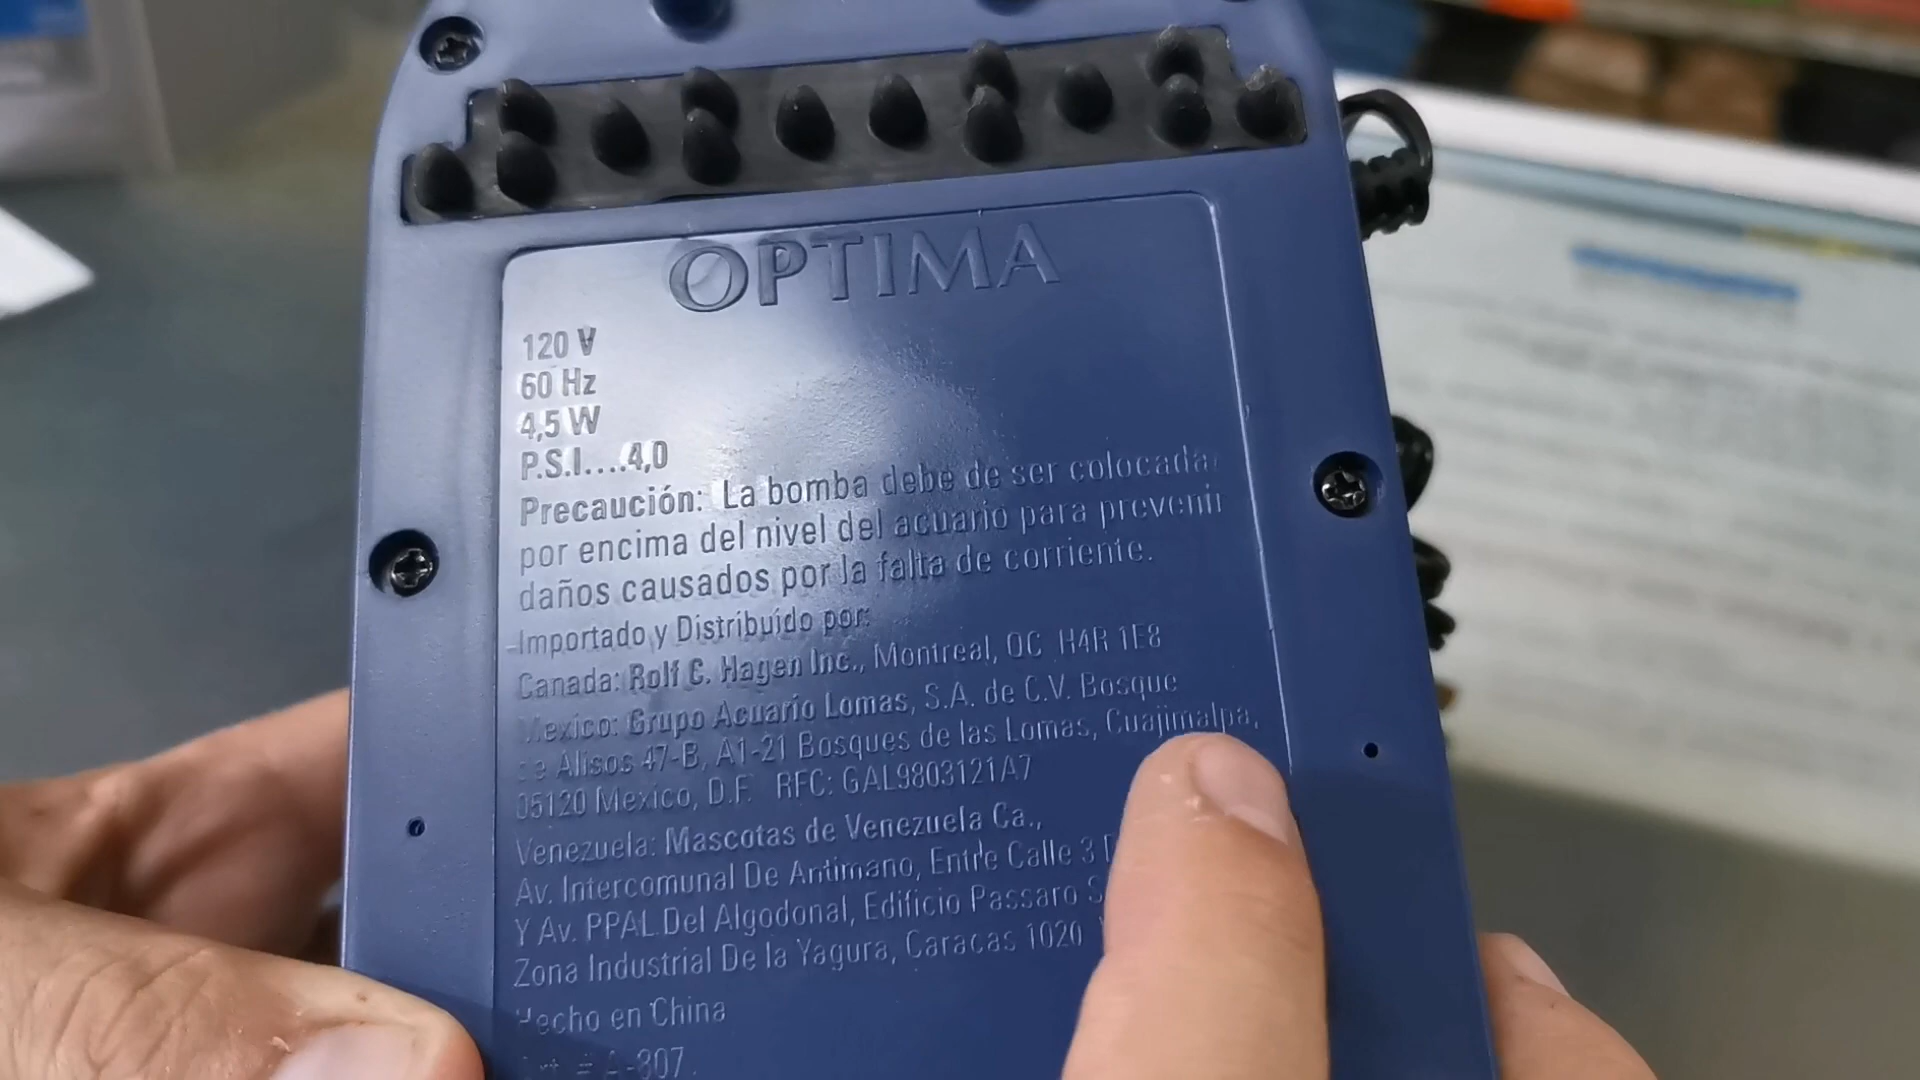 OPTIMA
120 V
60 Hz
4,5 W
P.S.I....4,0
Precaución: La bomba debe de ser colocada
por encima del nivel del acuario para prevenir
daños causados por la falta de corriente.
Importado y Distribuído por:
Canada: Rolf C. Hagen Inc., Montreal, QC H4R 1E8
Mexico: Grupo Acuario Lomas, S.A. de C.V. Bosque
de Alisos 47-B, A1-21 Bosques de las Lomas, Cuajimalpa,
05120 Mexico, D.F. RFC: GAL9803121A7
Venezuela: Mascotas de Venezuela Ca.,
Av. Intercomunal De Antimano, Entre Calle 3
Y Av. PPAL Del Algodonal, Edificio Passaro
Zona Industrial De la Yagura, Caracas 1020
Hecho en China
A-807